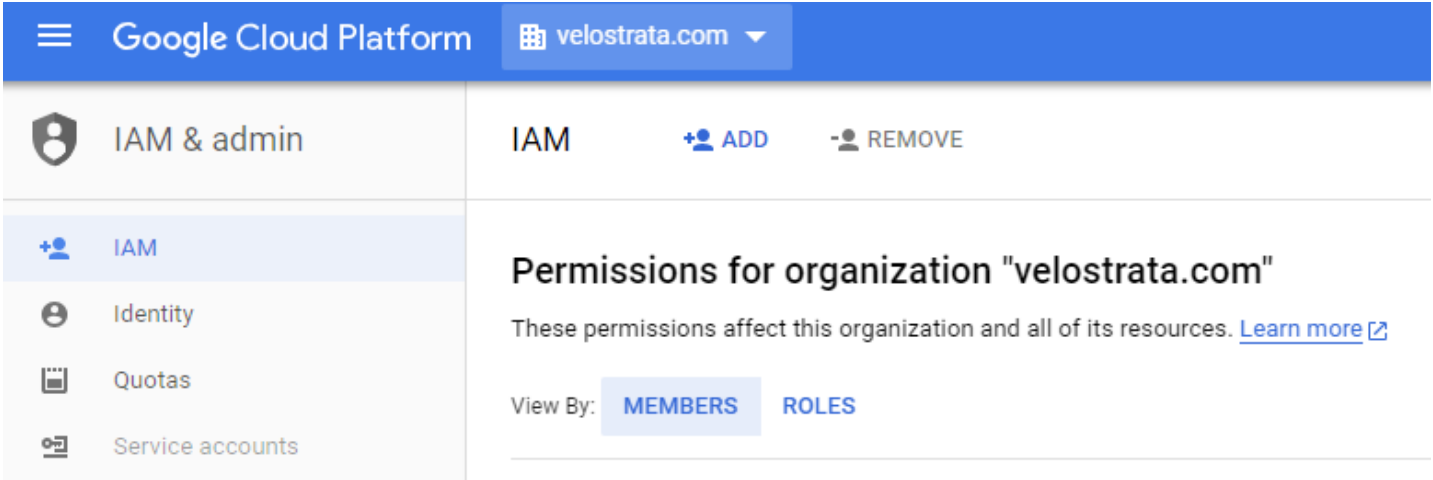 Google Cloud Platform velostrata.com
IAM & admin
IAM ADD REMOVE
IAM
Identity
Quotas
Service accounts
Permissions for organization "velostrata.com"
These permissions affect this organization and all of its resources. Learn more
View By: MEMBERS ROLES